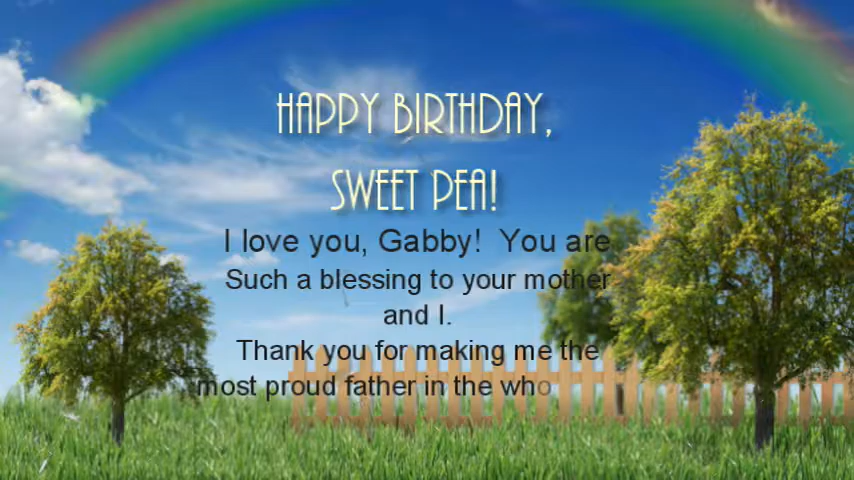 HAPPY BIRTHDAY,
SWEET PEA!
I love you, Gabby! You are
Such a blessing to your mother
and I.
Thank you for making me the
most proud father in the who